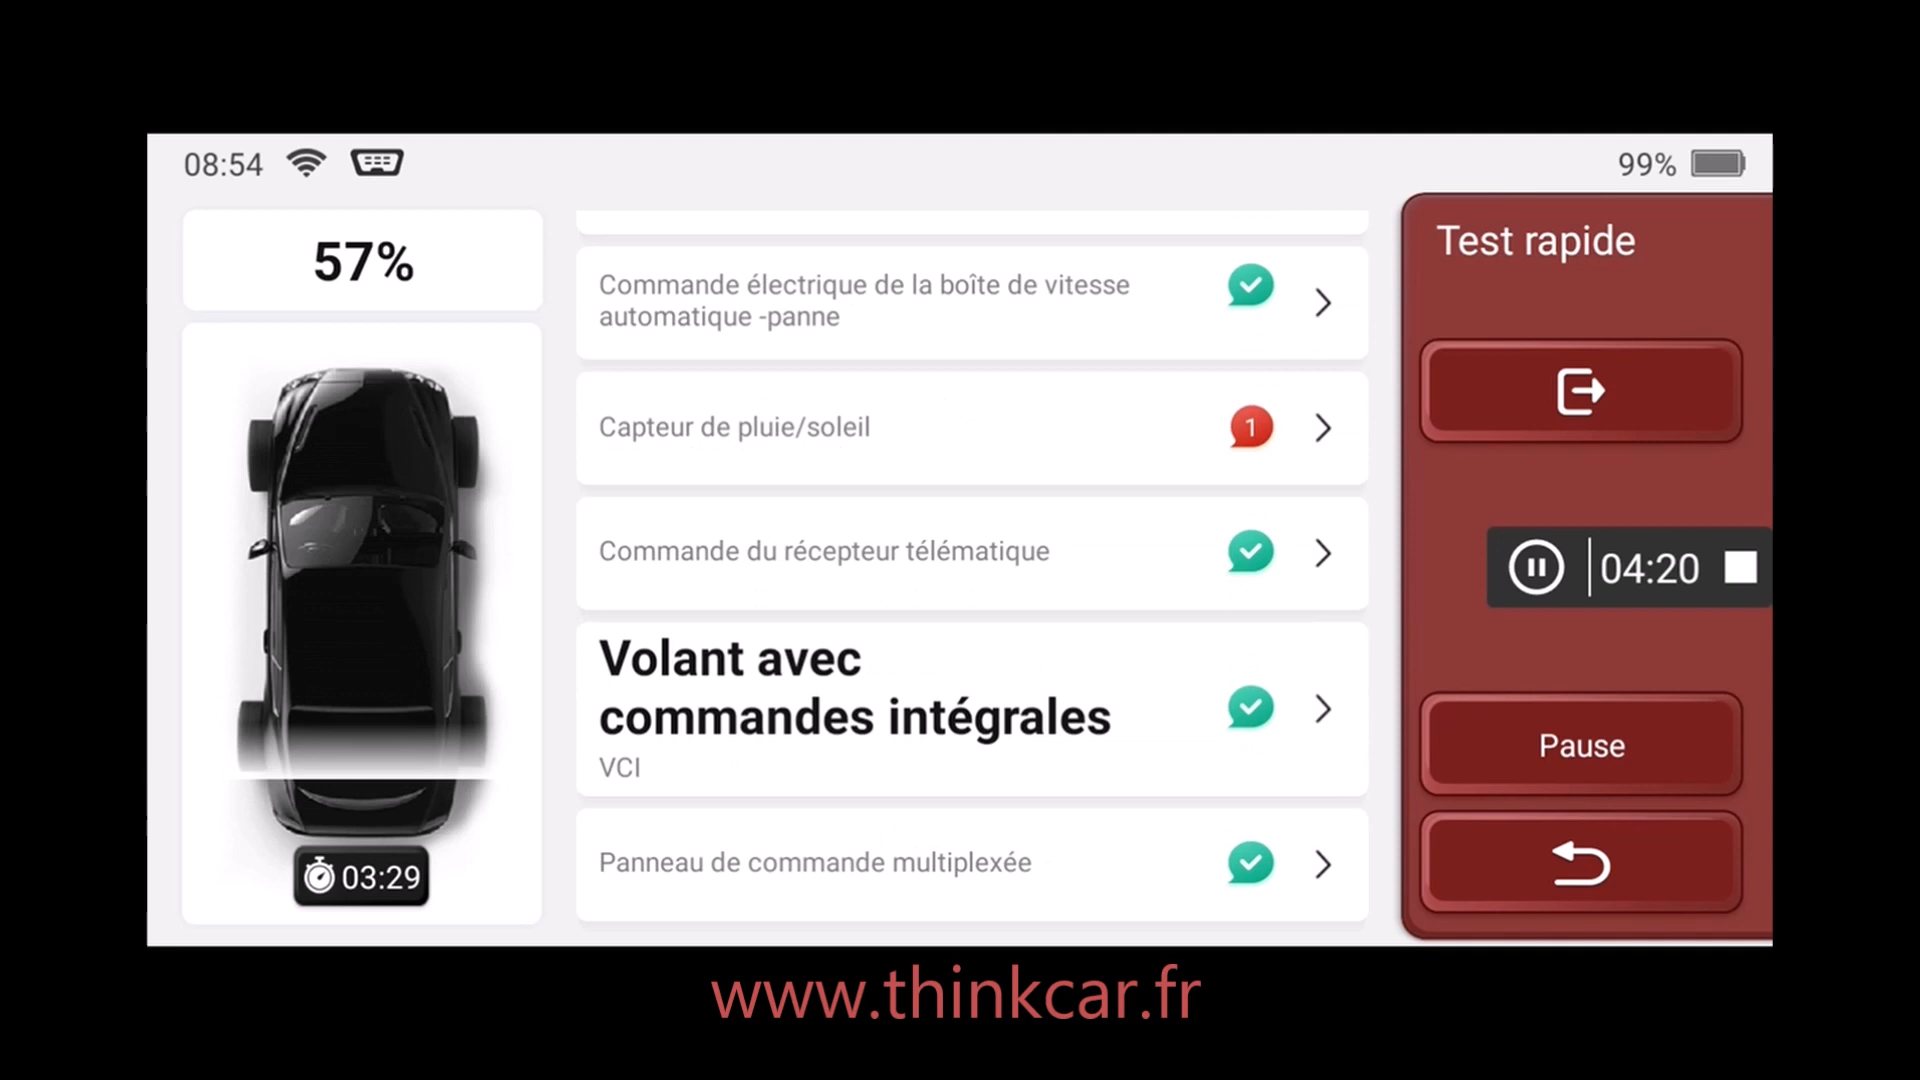 08:54
99%
57%
03:29
Commande électrique de la boîte de vitesse
automatique -panne
Capteur de pluie/soleil
1
Commande du récepteur télématique
Volant avec
commandes intégrales
VCI
Panneau de commande multiplexée
Test rapide
04:20
Pause
www.thinkcar.fr